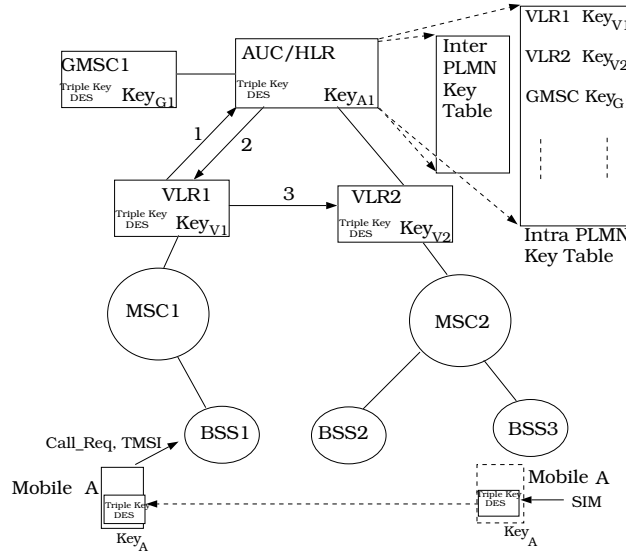 VLR1 Key_V1
AUC/HLR
Inter
PLMN
Key
Table
VLR2 Key_V2
GMSC1
Triple Key
DES
Key_G1
Triple Key
DES
Key_A1
GMSC Key_G
1
2
VLR1
Triple Key
DES
Key_V1
3
VLR2
Triple Key
DES
Key_V2
Intra PLMN
Key Table
MSC1
MSC2
BSS1
BSS2
BSS3
Call_Req, TMSI
Mobile A
Triple Key
DES
Key_A
Mobile A
Triple Key
DES
SIM
Key_A